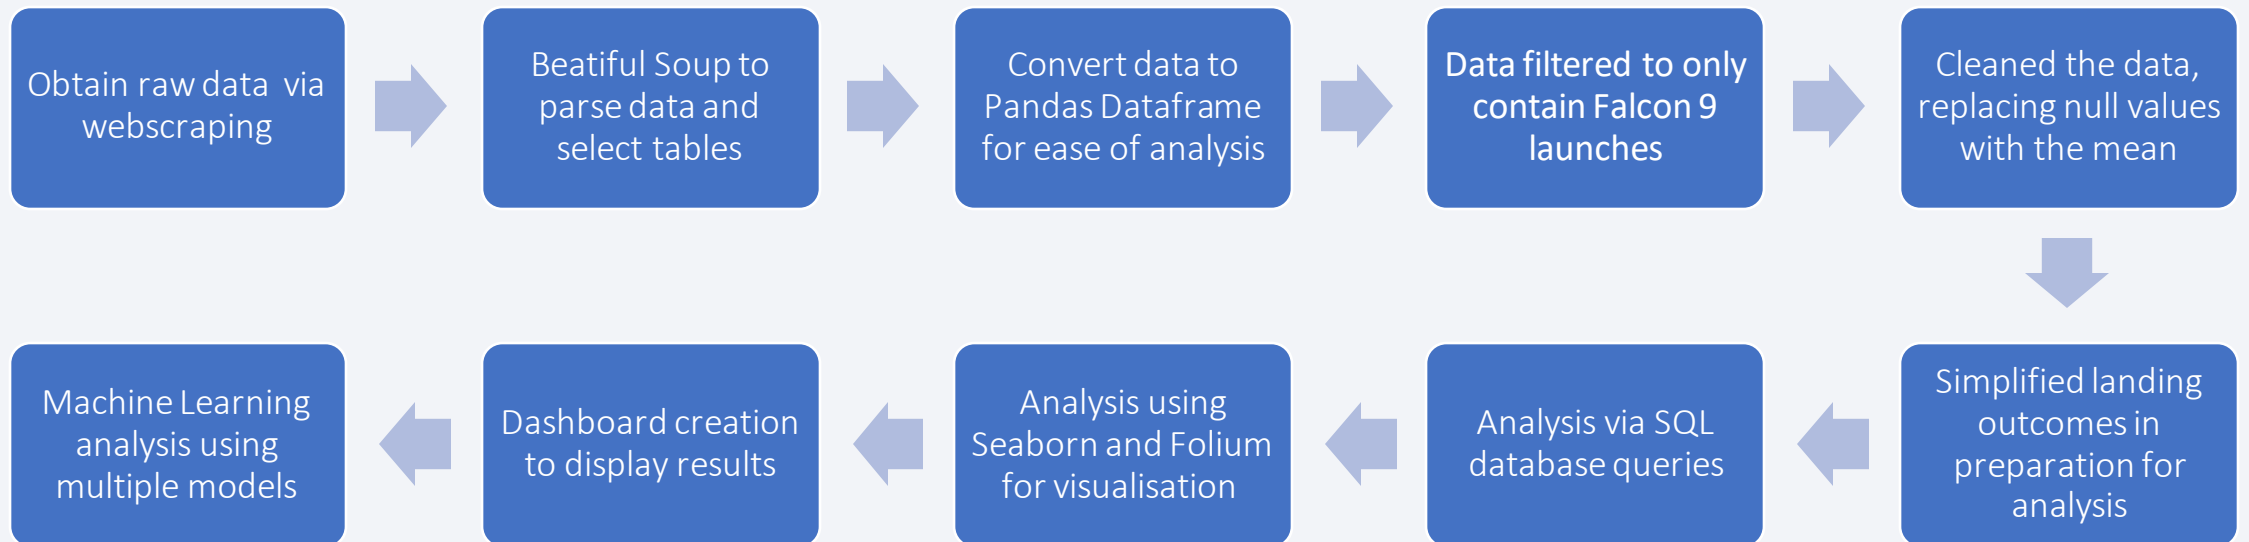 Obtain raw data via
webscraping
Beatiful Soup to
parse data and
select tables
Convert data to
Pandas Dataframe
for ease of analysis
Data filtered to only
contain Falcon 9
launches
Cleaned the data,
replacing null values
with the mean
Simplified landing
outcomes in
preparation for
analysis
Analysis via SQL
database queries
Analysis using
Seaborn and Folium
for visualisation
Dashboard creation
to display results
Machine Learning
analysis using
multiple models